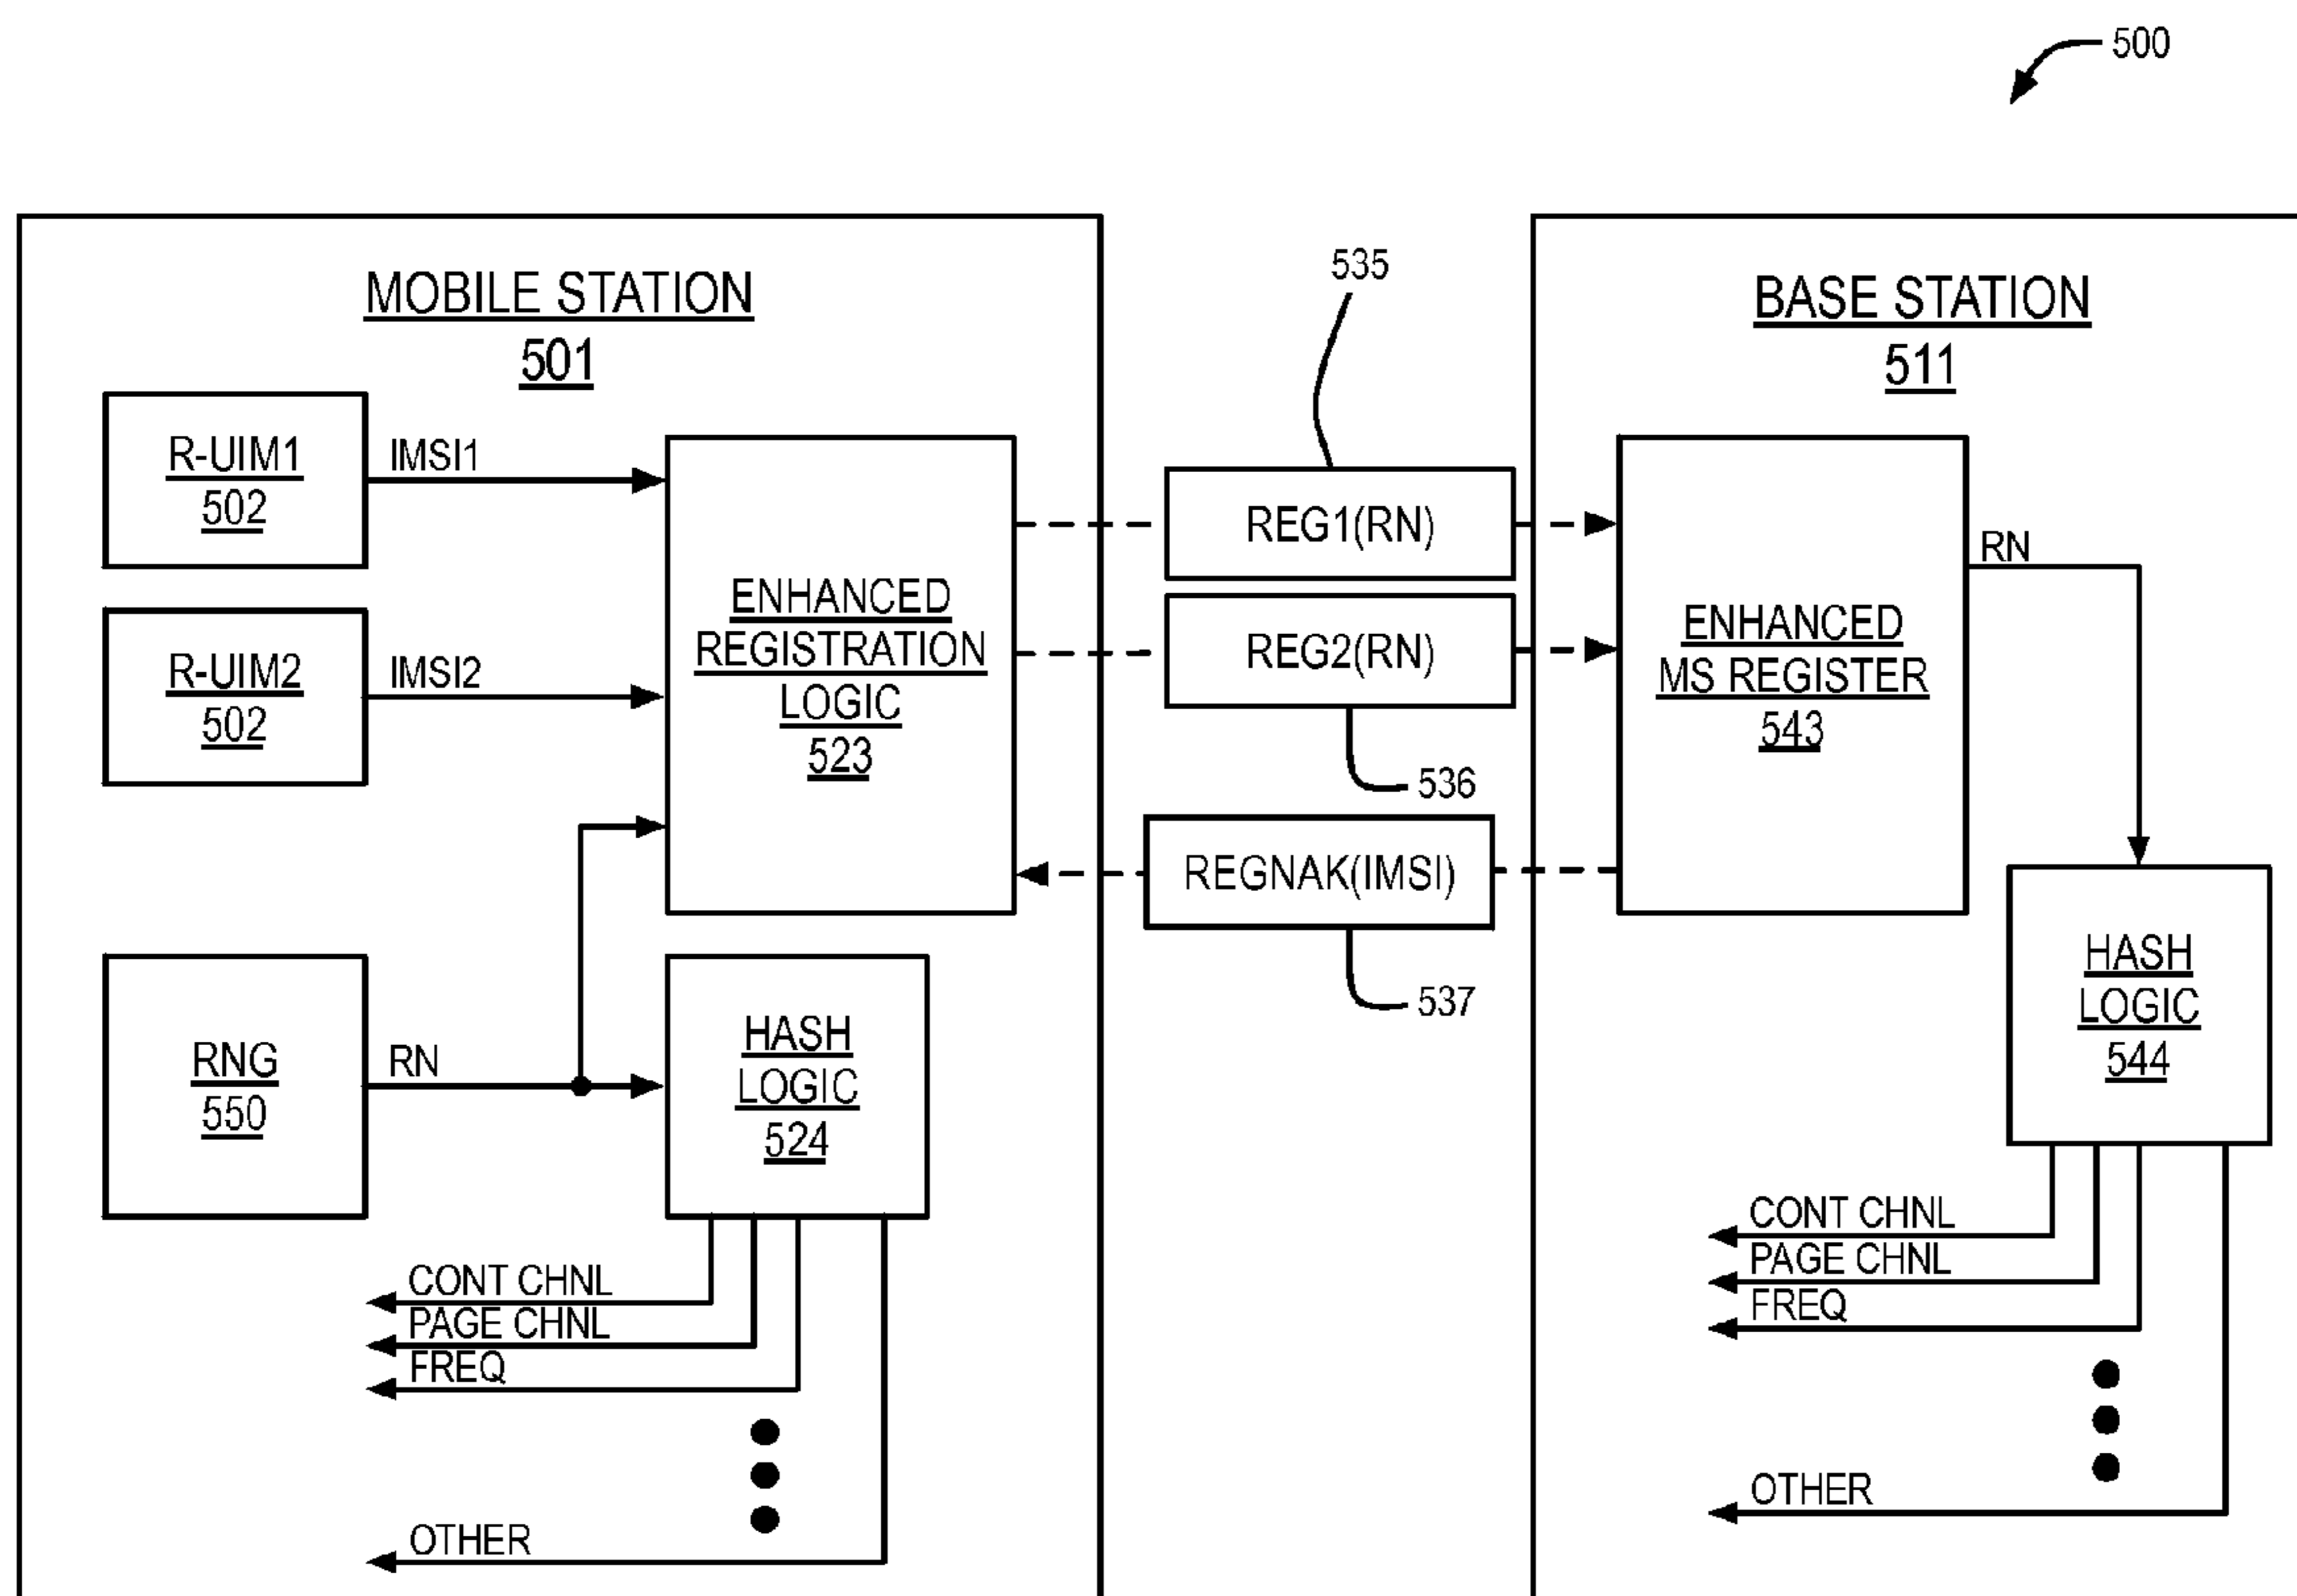 500
MOBILE STATION
501
R-UIM1
502
IMSI1
R-UIM2
502
IMSI2
ENHANCED
REGISTRATION
LOGIC
523
RNG
550
RN
HASH
LOGIC
524
CONT CHNL
PAGE CHNL
FREQ
OTHER
535
REG1(RN)
REG2(RN)
536
REGNAK(IMSI)
537
BASE STATION
511
ENHANCED
MS REGISTER
543
RN
HASH
LOGIC
544
CONT CHNL
PAGE CHNL
FREQ
OTHER